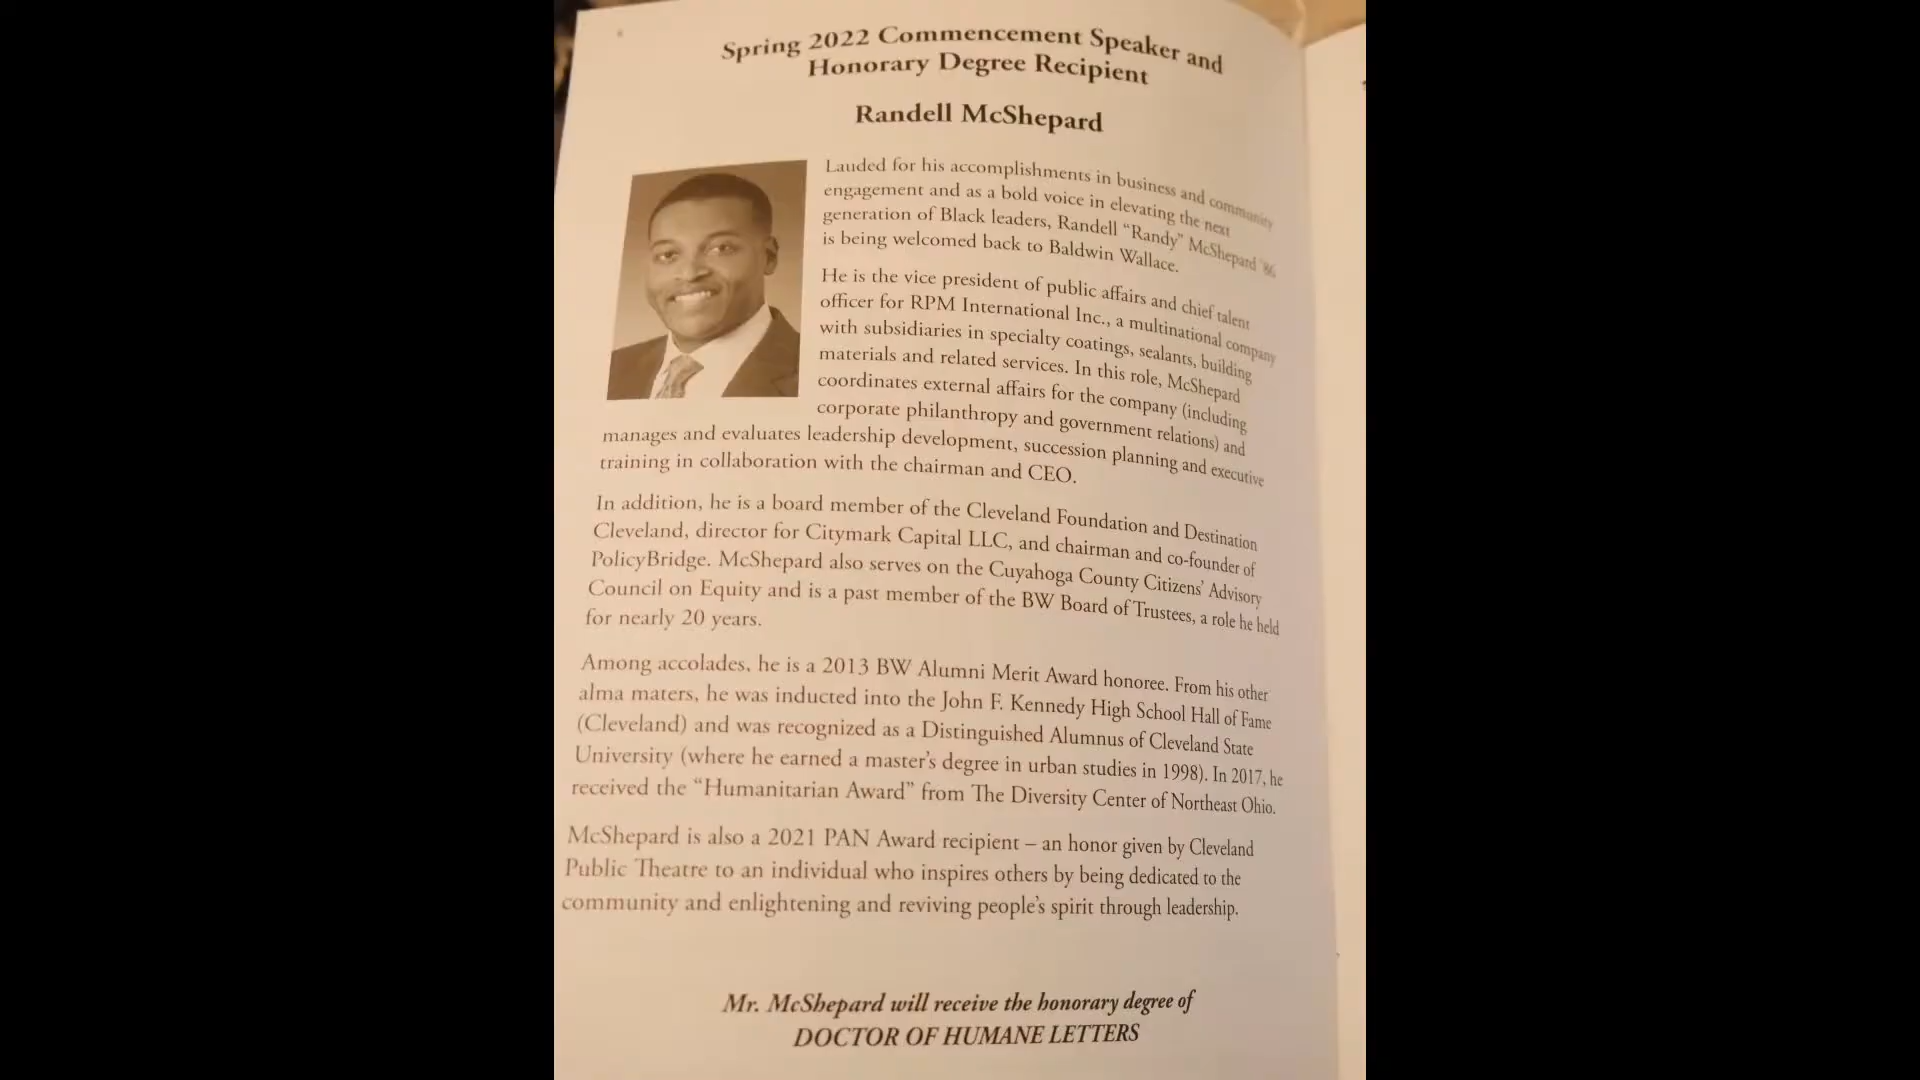 Spring 2022 Commencement Speaker and
Honorary Degree Recipient
Randell McShepard
Lauded for his accomplishments in business and community
engagement and as a bold voice in elevating the next
generation of Black leaders, Randell “Randy” McShepard ’86
is being welcomed back to Baldwin Wallace.
He is the vice president of public affairs and chief talent
officer for RPM International Inc., a multinational company
with subsidiaries in specialty coatings, sealants, building
materials and related services. In this role, McShepard
coordinates external affairs for the company (including
corporate philanthropy and government relations) and
manages and evaluates leadership development, succession planning and executive
training in collaboration with the chairman and CEO.
In addition, he is a board member of the Cleveland Foundation and Destination
Cleveland, director for Citymark Capital LLC, and chairman and co-founder of
PolicyBridge. McShepard also serves on the Cuyahoga County Citizens’ Advisory
Council on Equity and is a past member of the BW Board of Trustees, a role he held
for nearly 20 years.
Among accolades, he is a 2013 BW Alumni Merit Award honoree. From his other
alma maters, he was inducted into the John F. Kennedy High School Hall of Fame
(Cleveland) and was recognized as a Distinguished Alumnus of Cleveland State
University (where he earned a master’s degree in urban studies in 1998). In 2017, he
received the “Humanitarian Award” from The Diversity Center of Northeast Ohio.
McShepard is also a 2021 PAN Award recipient – an honor given by Cleveland
Public Theatre to an individual who inspires others by being dedicated to the
community and enlightening and reviving people’s spirit through leadership.
Mr. McShepard will receive the honorary degree of
DOCTOR OF HUMANE LETTERS